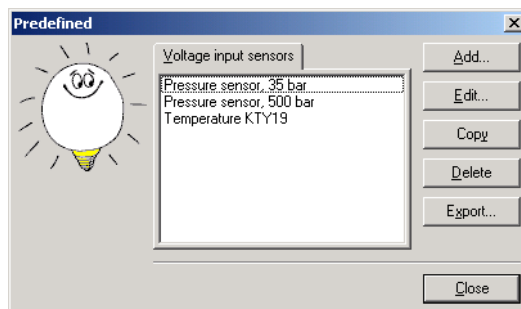 Predefined
Voltage input sensors
Pressure sensor, 35 bar
Pressure sensor, 500 bar
Temperature KTY19
Add...
Edit...
Copy
Delete
Export...
Close